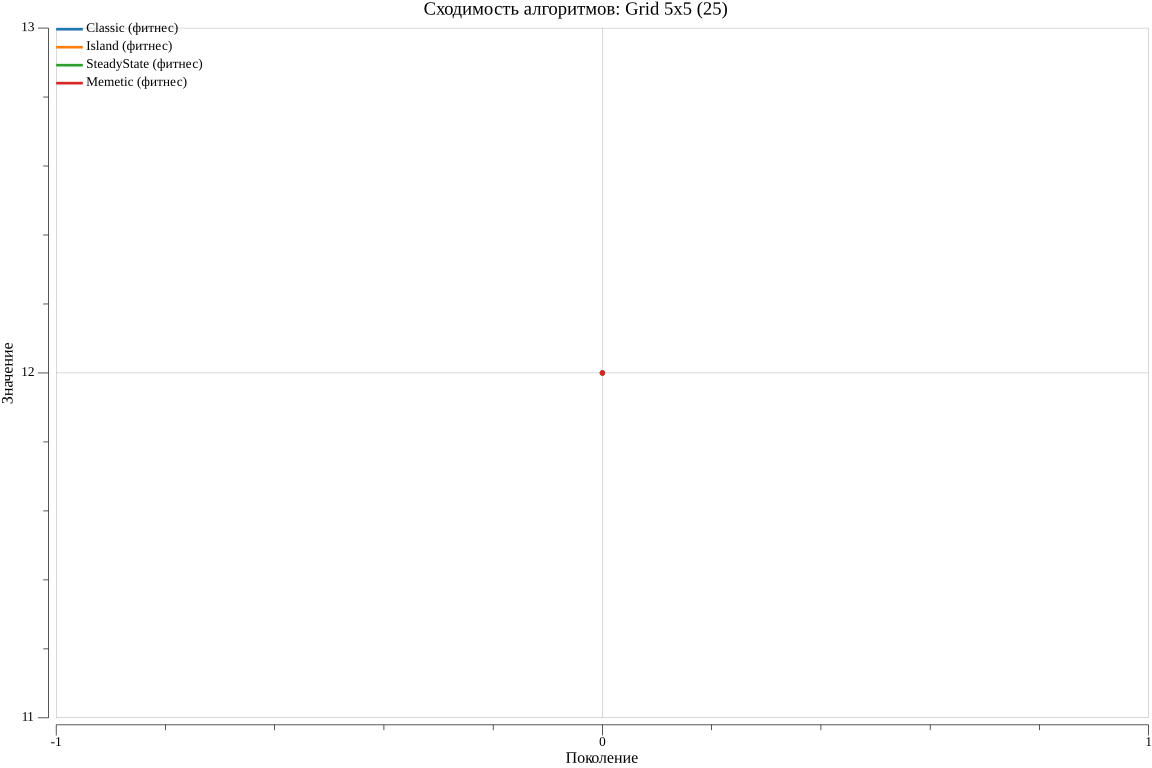 Сходимость алгоритмов: Grid 5x5 (25)
13
Classic (фитнес)
Island (фитнес)
SteadyState (фитнес)
Memetic (фитнес)
Значение
12
11
-1
0
1
Поколение